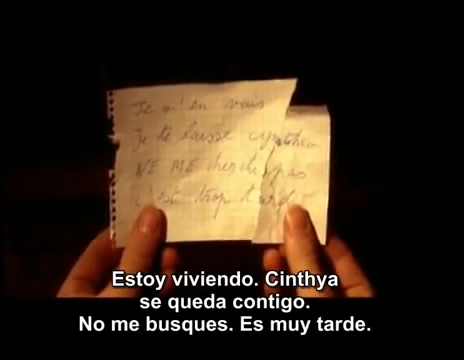 Je m'en vais
Je te laisse Cynthia
NE ME cherche pas
c'est trop tard
Estoy viviendo. Cinthya
se queda contigo.
No me busques. Es muy tarde.